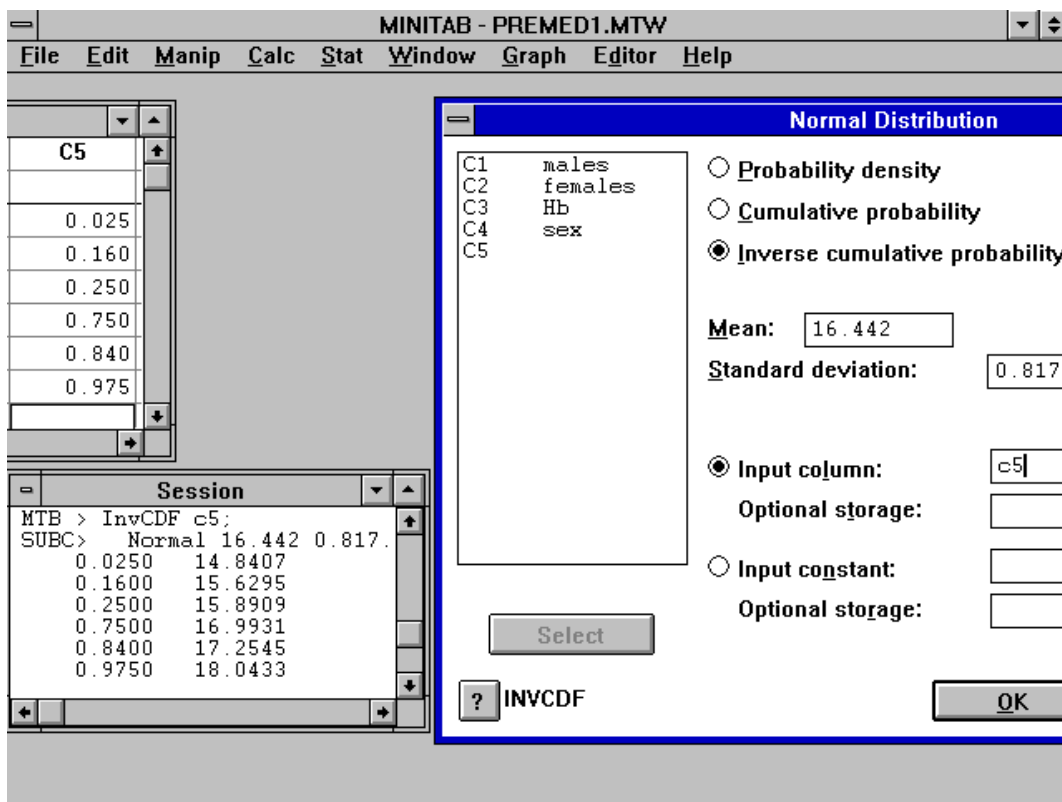 MINITAB - PREMED1.MTW
File Edit Manip Calc Stat Window Graph Editor Help
C5
0.025
0.160
0.250
0.750
0.840
0.975
Session
MTB > InvCDF c5;
SUBC> Normal 16.442 0.817.
0.0250 14.8407
0.1600 15.6295
0.2500 15.8909
0.7500 16.9931
0.8400 17.2545
0.9750 18.0433
Normal Distribution
C1 males
C2 females
C3 Hb
C4 sex
C5
Probability density
Cumulative probability
Inverse cumulative probability
Mean: 16.442
Standard deviation: 0.817
Input column: c5
Optional storage:
Input constant:
Optional storage:
Select
? INVCDF
OK